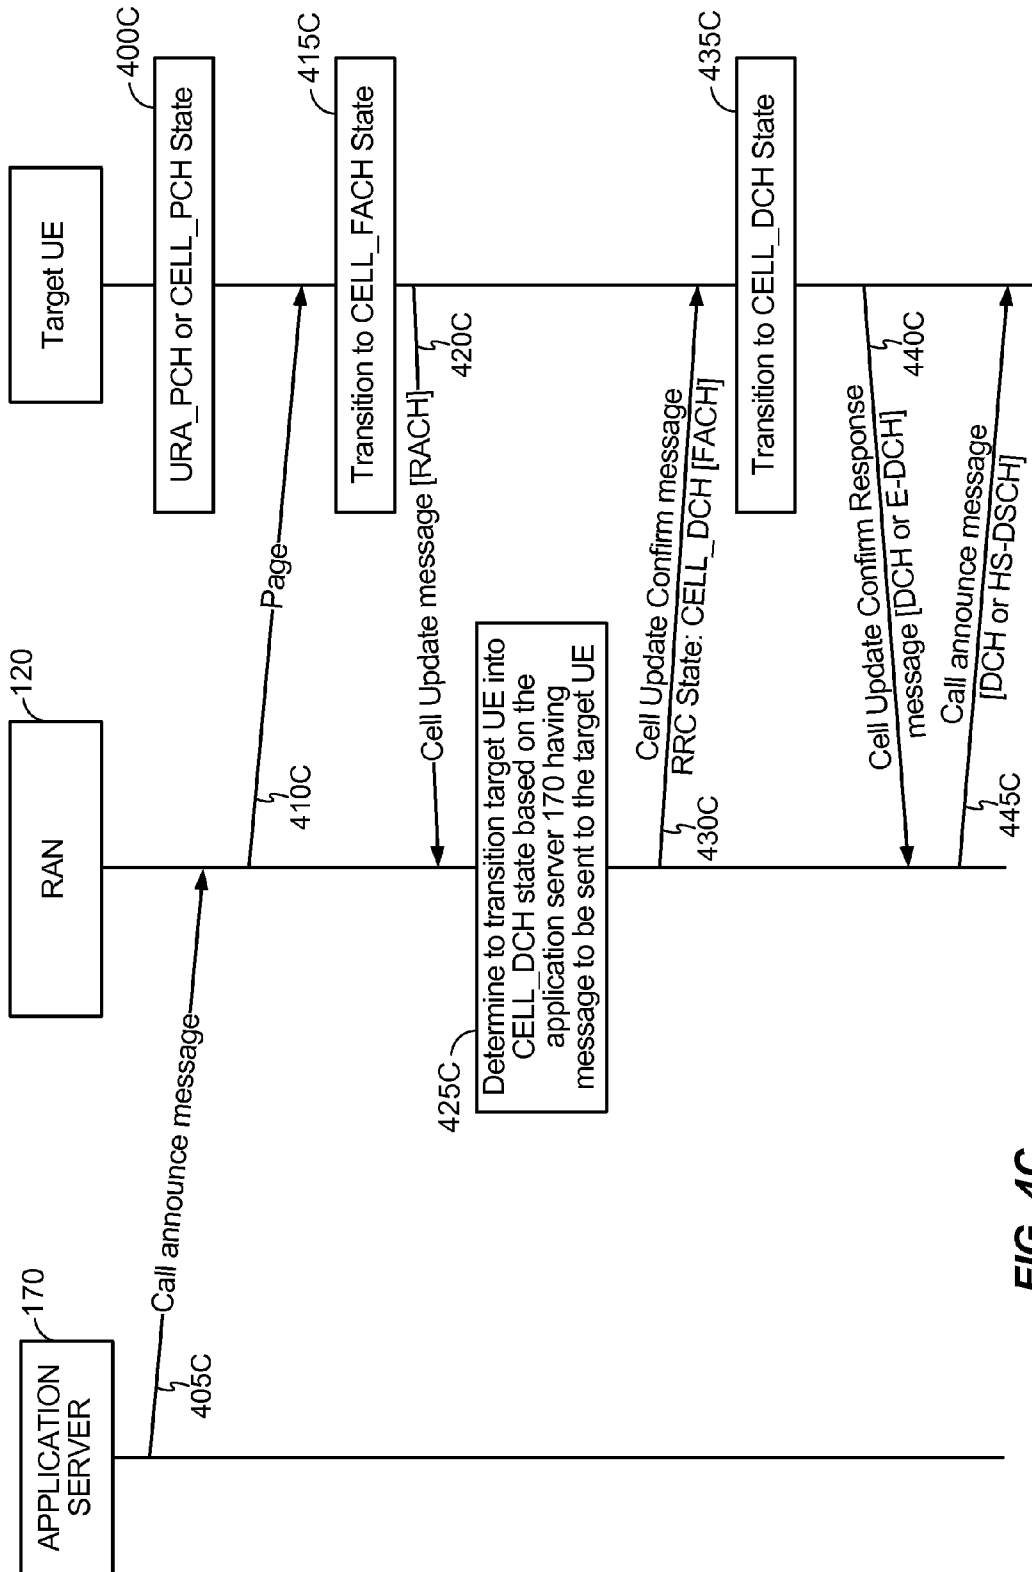 APPLICATION
SERVER
170
RAN
120
Target UE
URA_PCH or CELL_PCH State
400C
Call announce message
405C
Page
410C
Transition to CELL_FACH State
415C
Cell Update message [RACH]
420C
425C
Determine to transition target UE into
CELL_DCH state based on the
application server 170 having
message to be sent to the target UE
Cell Update Confirm message
RRC State: CELL_DCH [FACH]
430C
Transition to CELL_DCH State
435C
Cell Update Confirm Response
message [DCH or E-DCH]
440C
Call announce message
[DCH or HS-DSCH]
445C
FIG. 4C